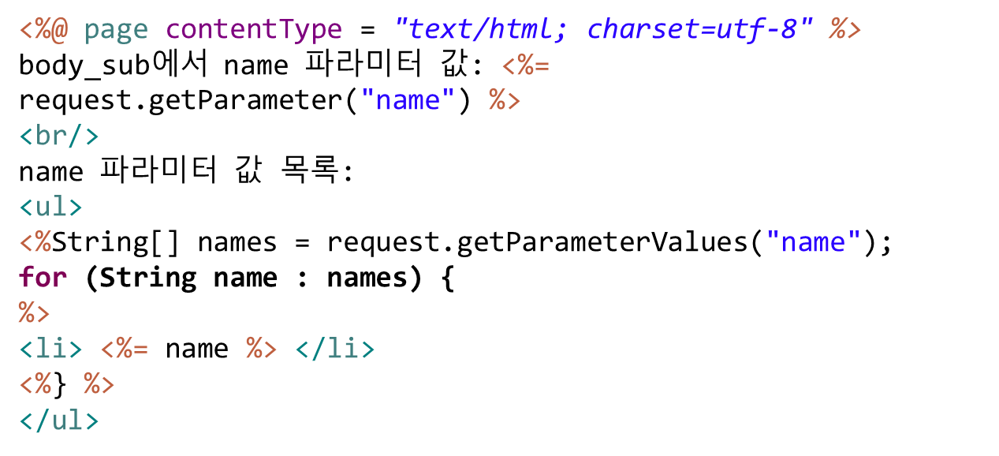 <%@ page contentType = "text/html; charset=utf-8" %>
body_sub에서 name 파라미터 값: <%=
request.getParameter("name") %>
<br/>
name 파라미터 값 목록:
<ul>
<%String[] names = request.getParameterValues("name");
for (String name : names) {
%>
<li> <%= name %> </li>
<%} %>
</ul>